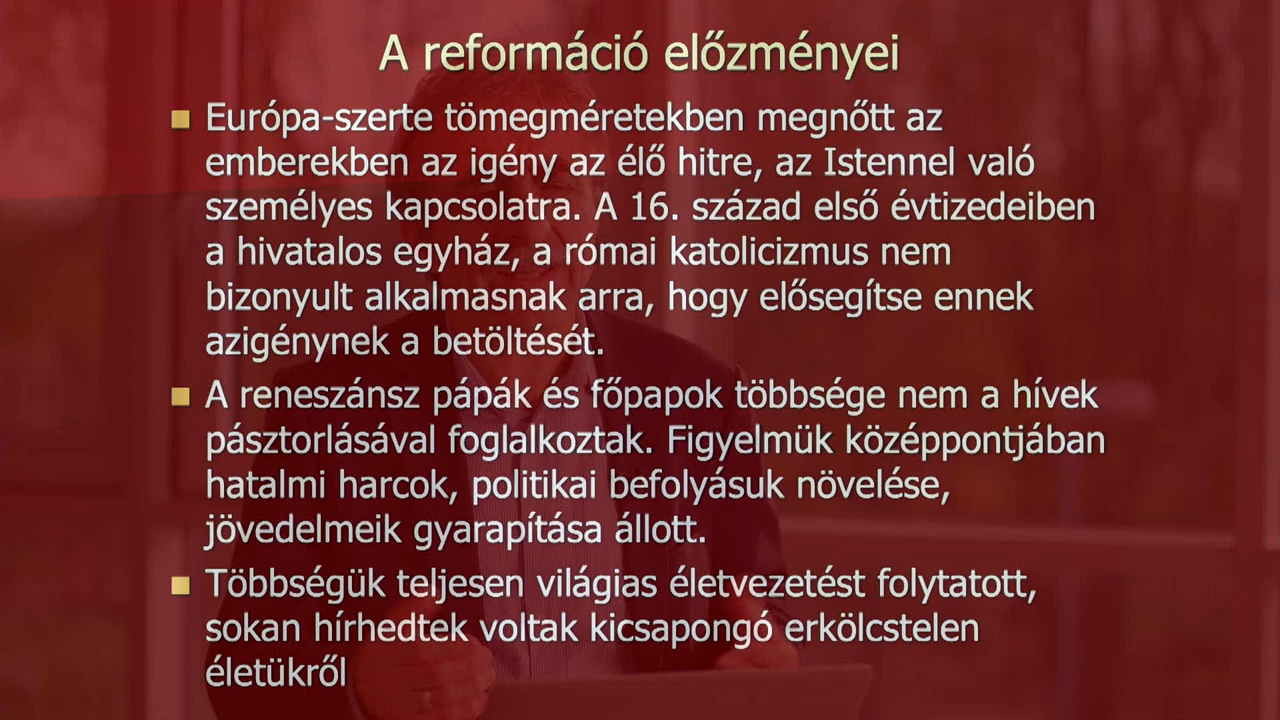 A reformáció előzményei
Európa-szerte tömegméretekben megnőtt az
emberekben az igény az élő hitre, az Istennel való
személyes kapcsolatra. A 16. század első évtizedeiben
a hivatalos egyház, a római katolicizmus nem
bizonyult alkalmasnak arra, hogy elősegítse ennek
azigénynek a betöltését.
A reneszánsz pápák és főpapok többsége nem a hívek
pásztorlásával foglalkoztak. Figyelmük középpontjában
hatalmi harcok, politikai befolyásuk növelése,
jövedelmeik gyarapítása állott.
Többségük teljesen világias életvezetést folytatott,
sokan hírhedtek voltak kicsapongó erkölcstelen
életükről